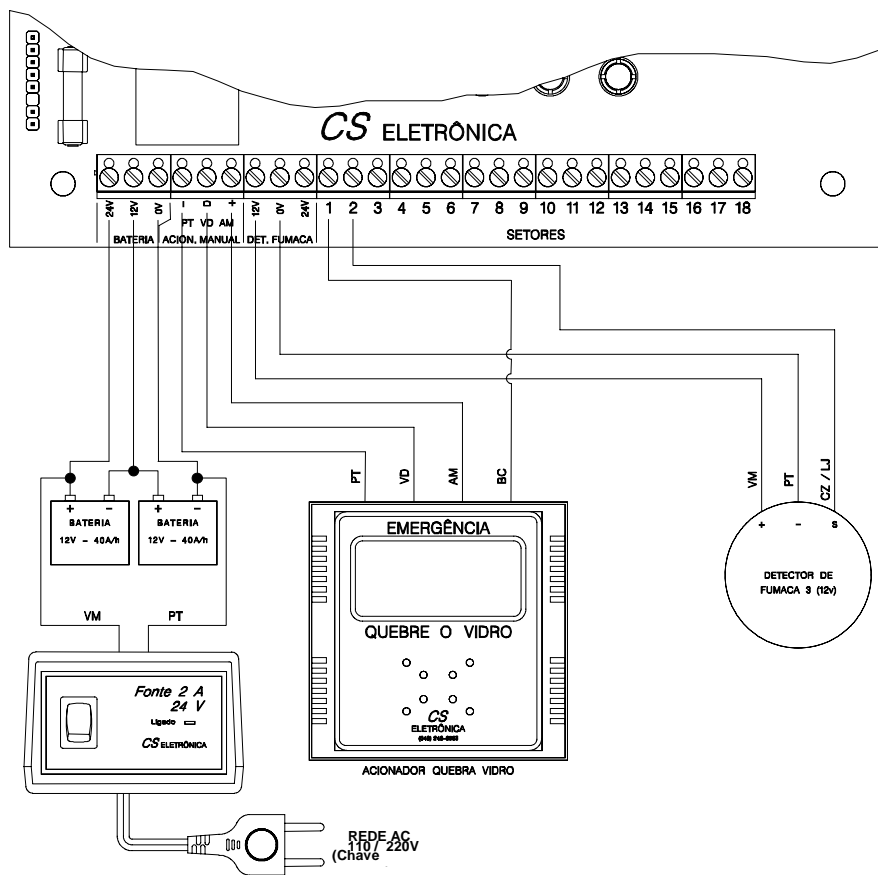 CS ELETRÔNICA
24V 12V 0V - D + 12V 0V 24V 1 2 3 4 5 6 7 8 9 10 11 12 13 14 15 16 17 18
PT VD AM
BATERIA ACION. MANUAL DET. FUMACA
SETORES
PT VD AM BC
VM PT CZ / LJ
+ - + -
BATERIA
12V - 40A/h
BATERIA
12V - 40A/h
VM PT
EMERGÊNCIA
QUEBRE O VIDRO
CS
ELETRÔNICA
ACIONADOR QUEBRA VIDRO
+ - S
DETECTOR DE
FUMACA 3 (12v)
Fonte 2 A
24 V
Ligado
CS ELETRÔNICA
REDE AC
110 / 220V
(Chave